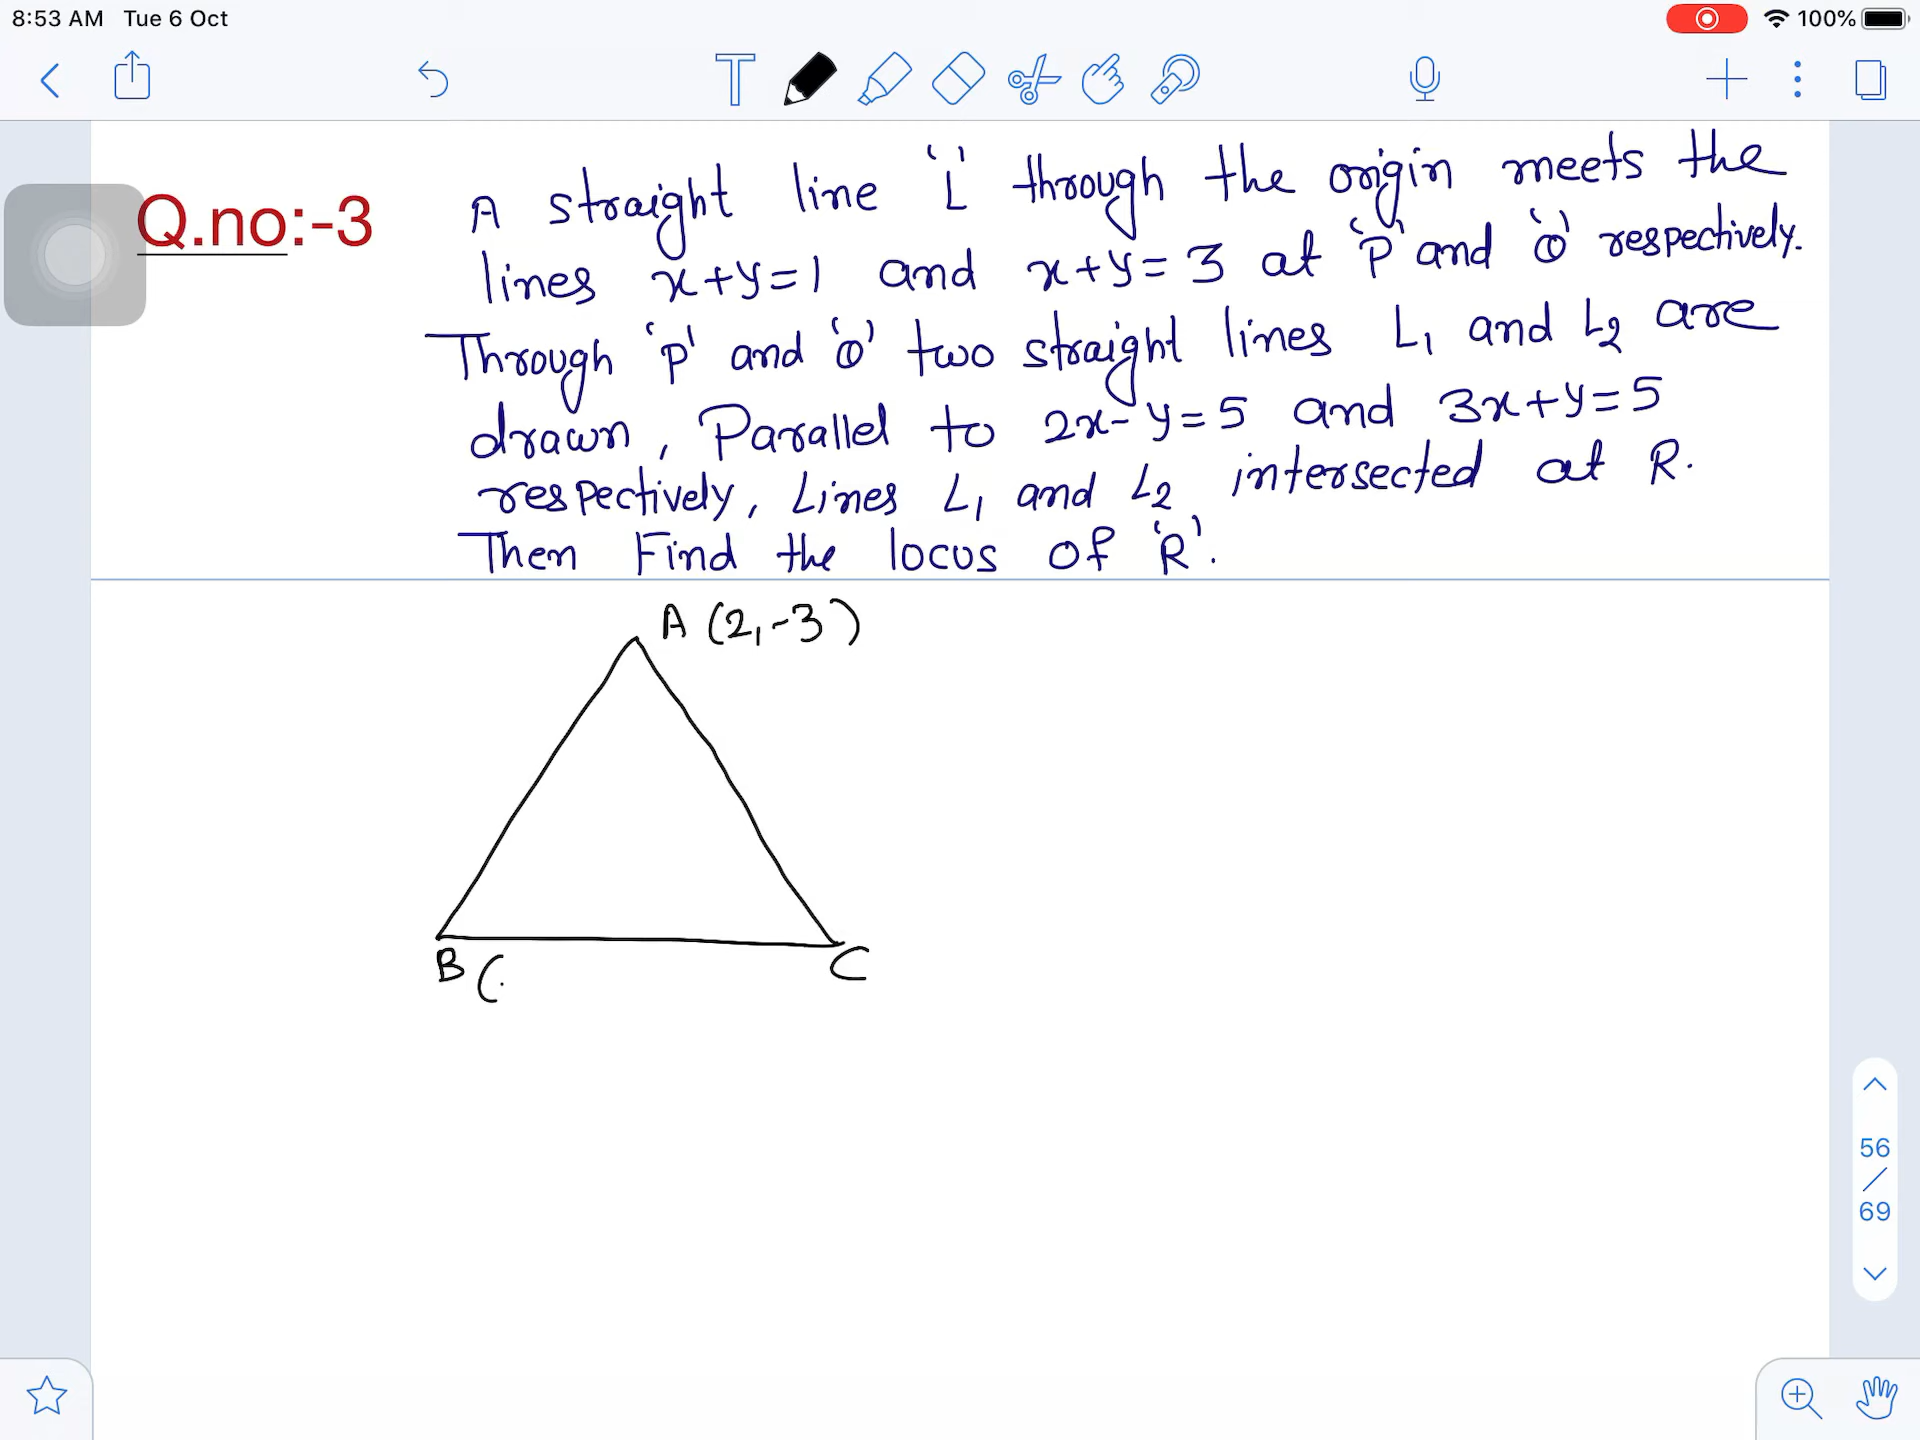 8:53 AM Tue 6 Oct
100%
Q.no:-3
A straight line 'L' through the origin meets the
lines x+y=1 and x+y=3 at 'P' and 'Q' respectively.
Through 'P' and 'Q' two straight lines L₁ and L₂ are
drawn, Parallel to 2x-y=5 and 3x+y=5
respectively, Lines L₁ and L₂ intersected at R.
Then Find the locus of 'R'.
A (2,-3)
B (
C
56
/
69